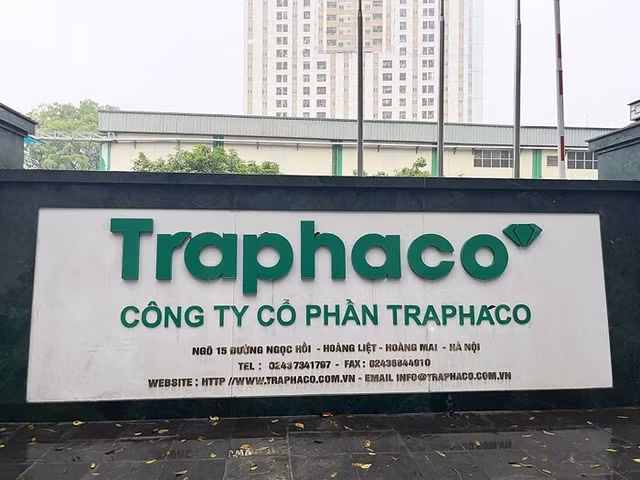 Traphaco
CÔNG TY CỔ PHẦN TRAPHACO
NGÕ 15 ĐƯỜNG NGỌC HỒI - HOÀNG LIỆT - HOÀNG MAI - HÀ NỘI
TEL : 02437341797 - FAX : 02436844910
WEBSITE : HTTP //WWW.TRAPHACO.COM.VN - EMAIL INFO@TRAPHACO.COM.VN